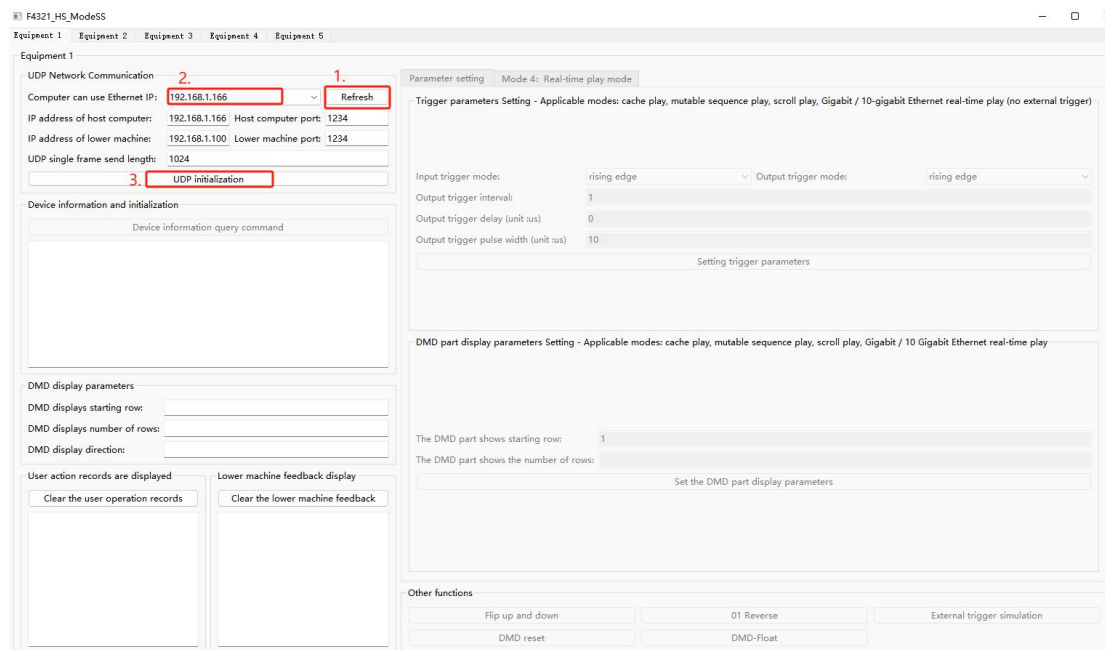 F4321_HS_ModeSS
Equipment 1 Equipment 2 Equipment 3 Equipment 4 Equipment 5
Equipment 1
UDP Network Communication
2.
1.
Computer can use Ethernet IP: 192.168.1.166 Refresh
IP address of host computer: 192.168.1.166 Host computer port: 1234
IP address of lower machine: 192.168.1.100 Lower machine port: 1234
UDP single frame send length: 1024
3. UDP initialization
Device information and initialization
Device information query command
DMD display parameters
DMD displays starting row:
DMD displays number of rows:
DMD display direction:
User action records are displayed
Clear the user operation records
Lower machine feedback display
Clear the lower machine feedback
Parameter setting Mode 4: Real-time play mode
Trigger parameters Setting - Applicable modes: cache play, mutable sequence play, scroll play, Gigabit / 10-gigabit Ethernet real-time play (no external trigger)
Input trigger mode: rising edge Output trigger mode: rising edge
Output trigger interval: 1
Output trigger delay (unit :us) 0
Output trigger pulse width (unit :us) 10
Setting trigger parameters
DMD part display parameters Setting - Applicable modes: cache play, mutable sequence play, scroll play, Gigabit / 10 Gigabit Ethernet real-time play
The DMD part shows starting row: 1
The DMD part shows the number of rows:
Set the DMD part display parameters
Other functions
Flip up and down 01 Reverse External trigger simulation
DMD reset DMD-Float